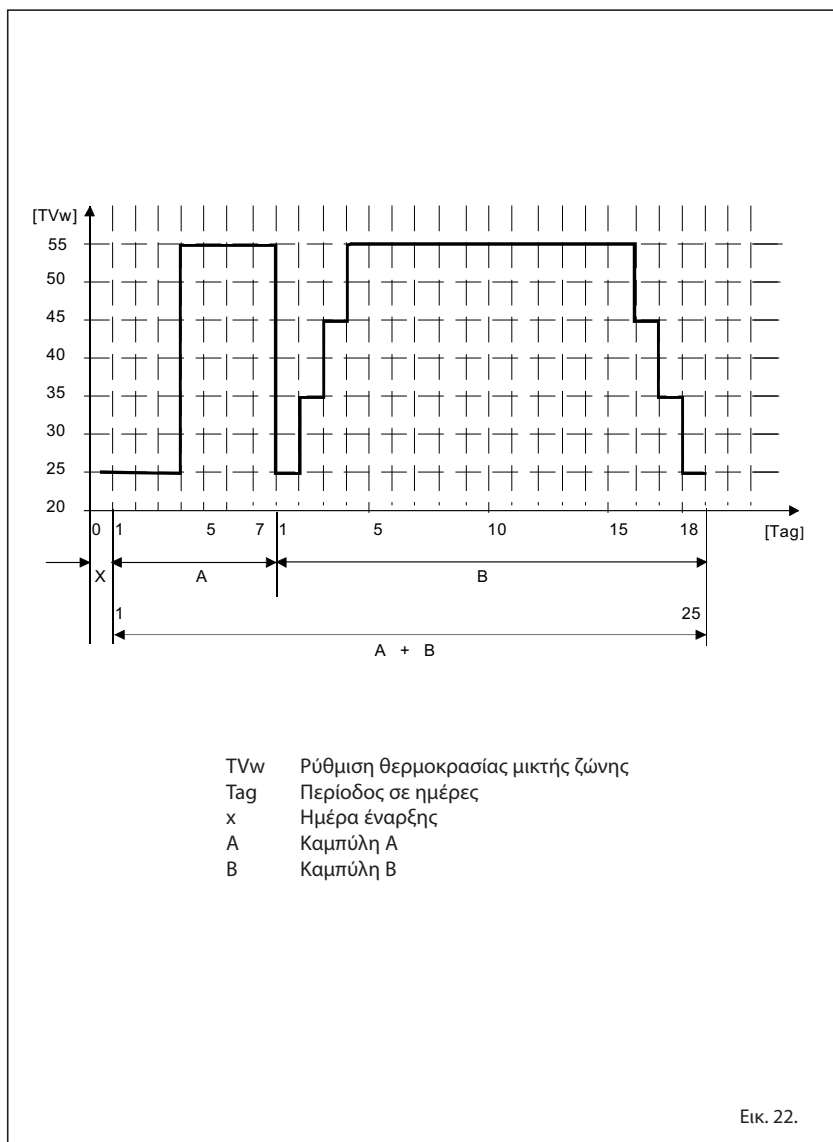 [TVw]
55
50
45
40
35
30
25
20
0 1 5 7 1 5 10 15 18 [Tag]
X A B
1 25
A + B
TVw Ρύθμιση θερμοκρασίας μικτής ζώνης
Tag Περίοδος σε ημέρες
x Ημέρα έναρξης
A Καμπύλη A
B Καμπύλη B
Εικ. 22.